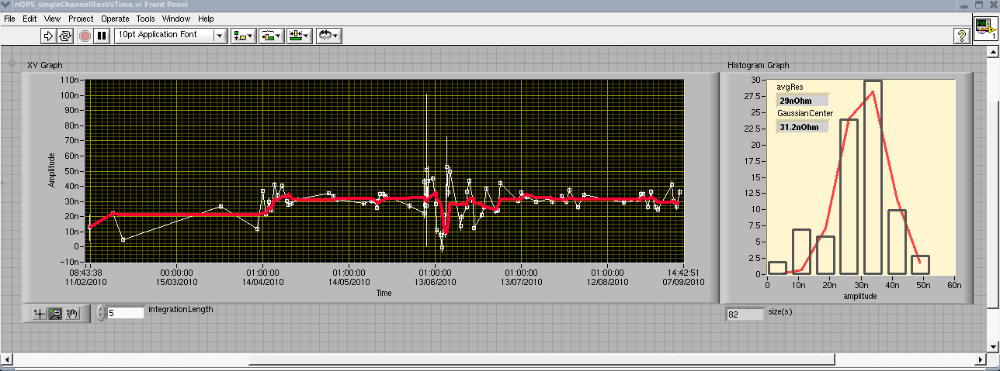 nQPS_singleChannelResVsTime.vi Front Panel
File Edit View Project Operate Tools Window Help
10pt Application Font
?
1
XY Graph
110n
100n
90n
80n
70n
60n
50n
40n
30n
20n
10n
0
-10n
Amplitude
08:43:38 00:00:00 01:00:00 01:00:00 01:00:00 01:00:00 01:00:00 14:42:51
11/02/2010 15/03/2010 14/04/2010 14/05/2010 13/06/2010 13/07/2010 12/08/2010 07/09/2010
Time
5
integrationLength
Histogram Graph
30
27.5
25
22.5
20
17.5
15
12.5
10
7.5
5
2.5
0
avgRes
29nOhm
GaussianCenter
31.2nOhm
0 10n 20n 30n 40n 50n 60n
amplitude
82
size(s)